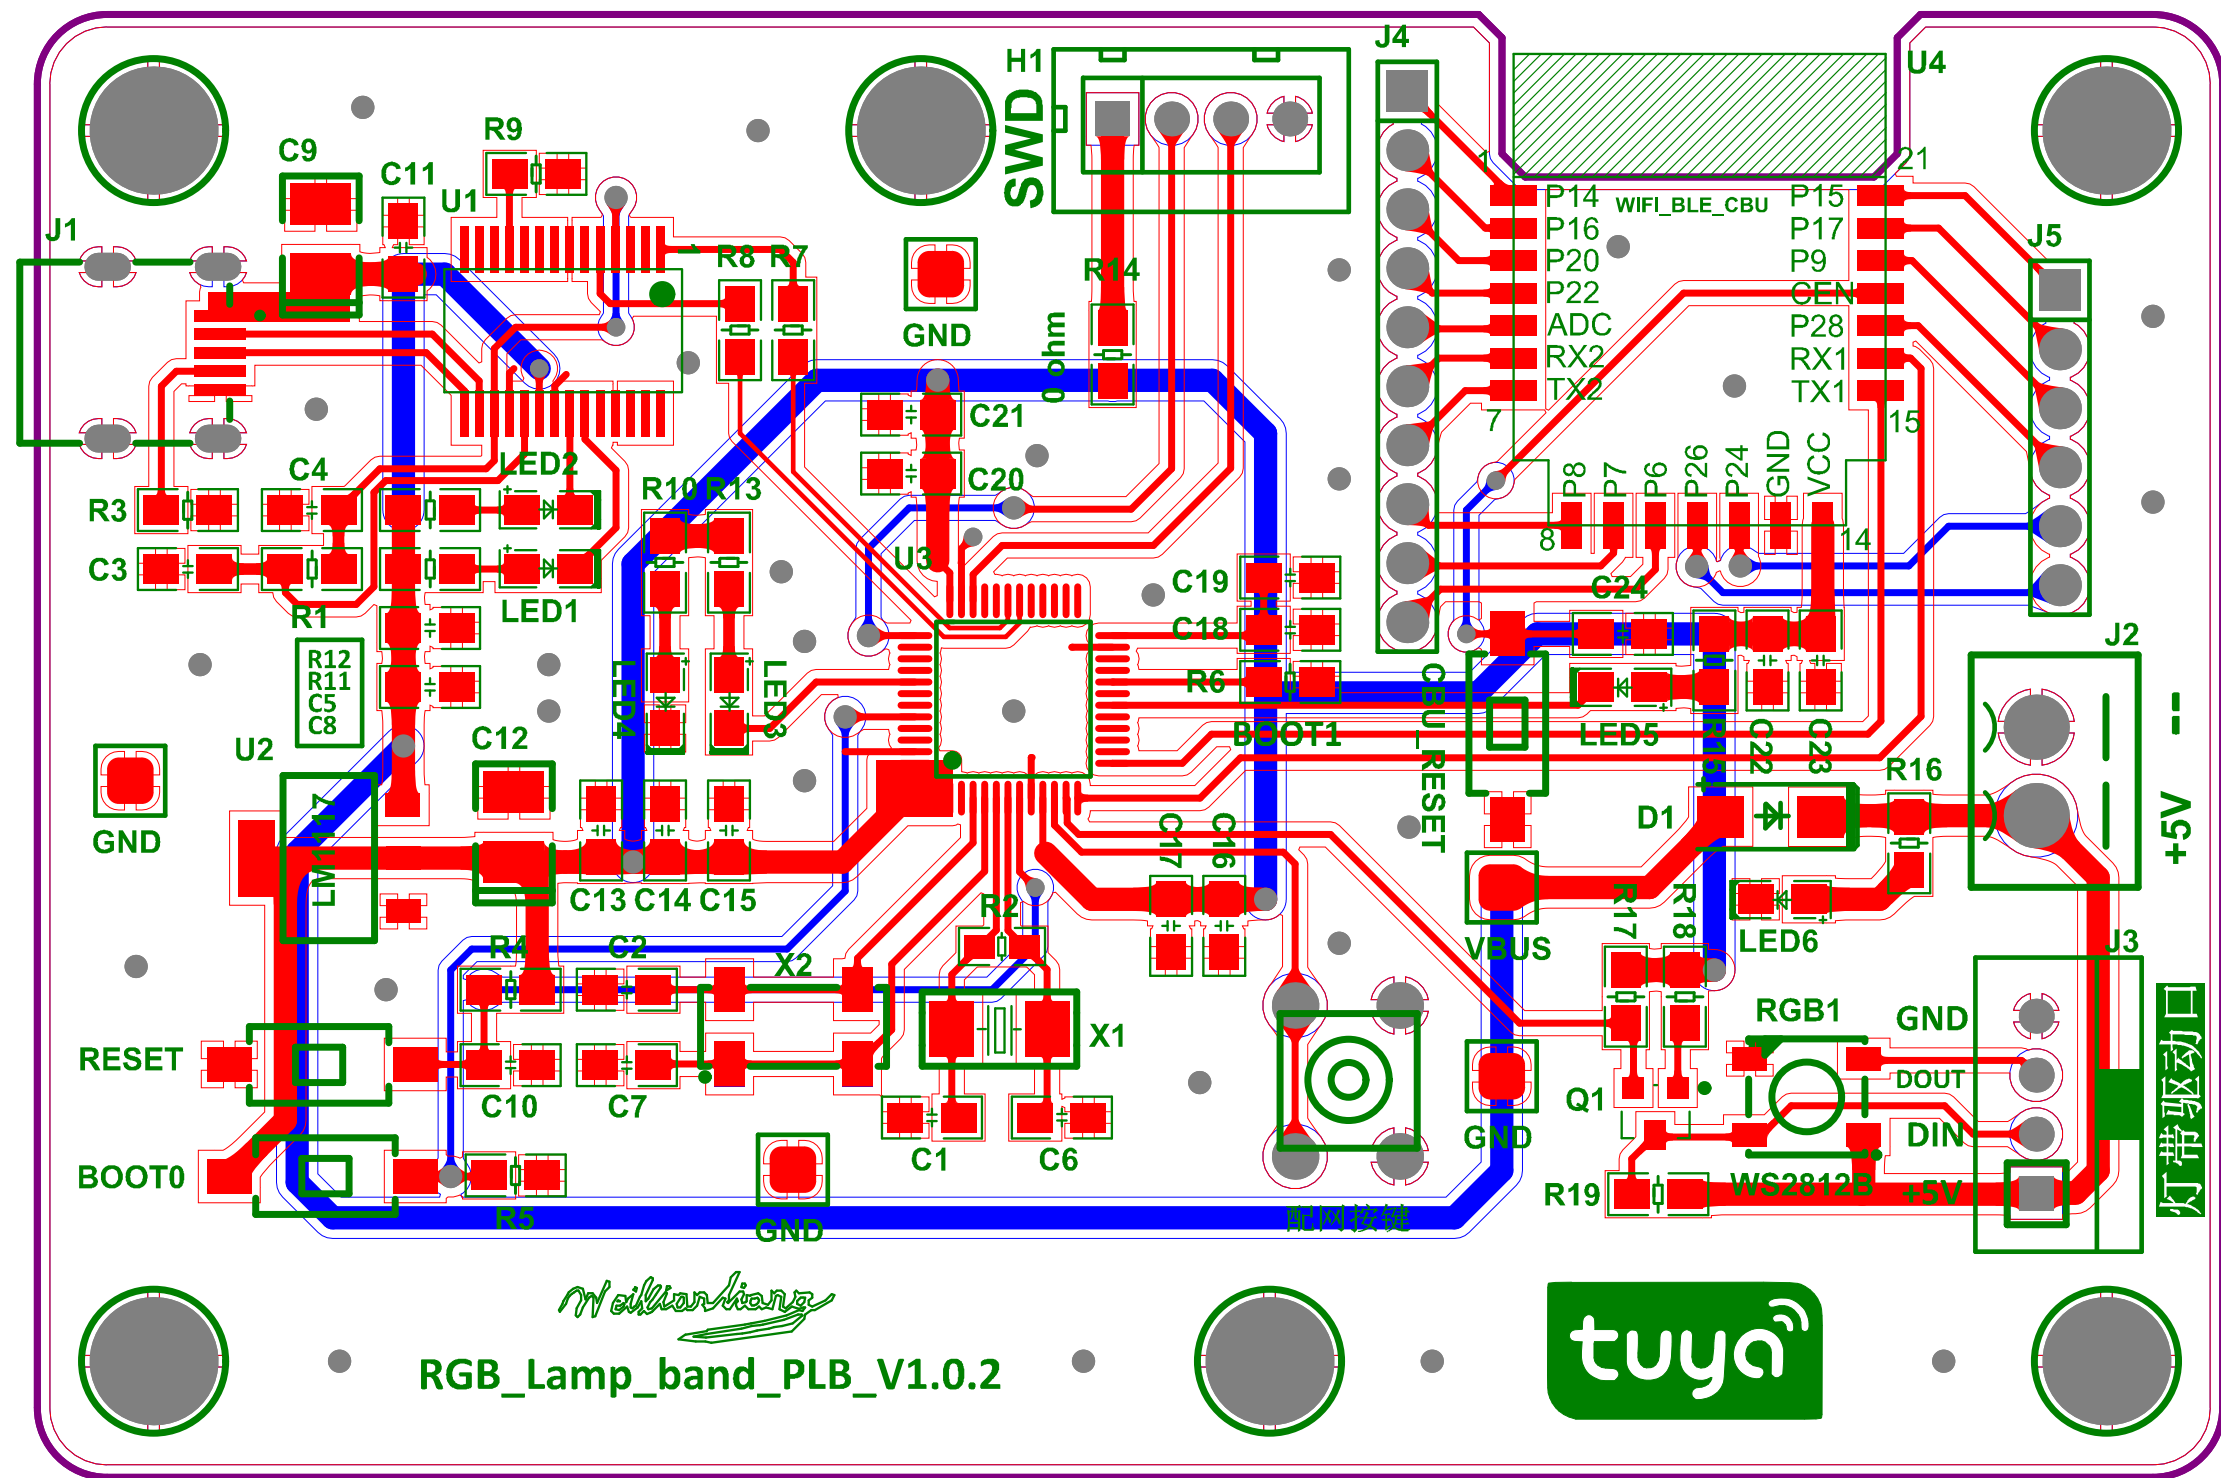 H1
SWD
J4
U4
1
21
R9
C9
C11
U1
J1
P14
P16
P20
P22
ADC
RX2
TX2
WIFI_BLE_CBU
P15
P17
P9
CEN
P28
RX1
TX1
J5
1
R8
R7
R14
GND
0 ohm
7
15
C21
C20
LED2
C4
R10
R13
R3
P8
P7
P6
P26
P24
GND
VCC
8
14
U3
C3
C19
C24
R1
LED1
C18
J2
R12
R11
C5
C8
LED4
LED3
R6
CBU_RESET
BOOT1
LED5
R15
C22
C23
--
U2
C12
R16
D1
+5V
LM1117
GND
C17
C16
C13
C14
C15
R2
R17
R18
VBUS
LED6
J3
R4
C2
X2
RGB1
GND
X1
RESET
DOUT
Q1
C10
C7
DIN
GND
C1
C6
BOOT0
R19
WS2812B
+5V
灯带驱动口
R5
GND
配网按键
RGB_Lamp_band_PLB_V1.0.2
tuya